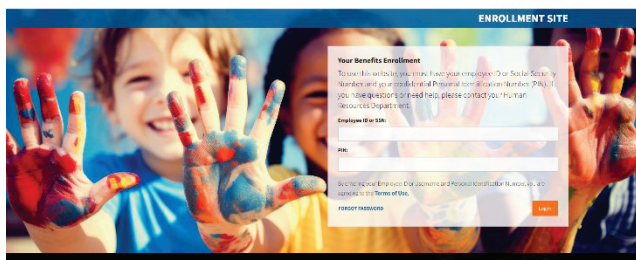 ENROLLMENT SITE
Your Benefits Enrollment
To use this website, you must have your employee ID or Social Security
Number and your confidential Personal Identification Number (PIN). If
you have questions or need help, please contact your Human
Resources Department.
Employee ID or SSN:
PIN:
By entering your Employee ID or username and Personal Identification Number, you are
agreeing to the Terms of Use.
FORGOT PASSWORD
Log in